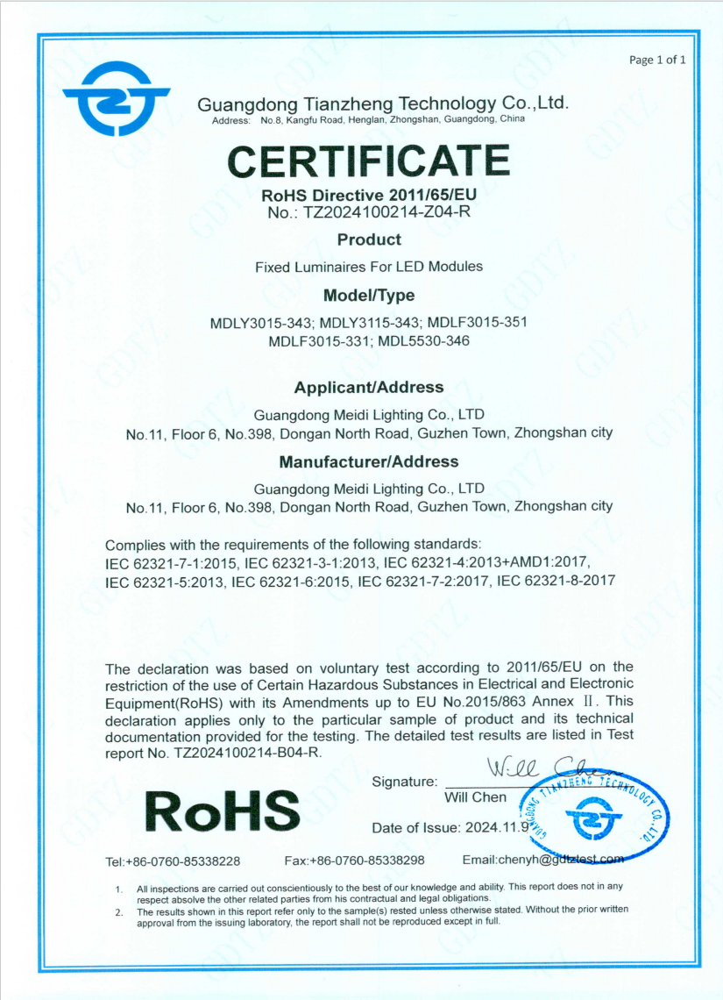 Page 1 of 1
Guangdong Tianzheng Technology Co.,Ltd.
Address: No.8, Kangfu Road, Henglan, Zhongshan, Guangdong, China
CERTIFICATE
RoHS Directive 2011/65/EU
No.: TZ2024100214-Z04-R
Product
Fixed Luminaires For LED Modules
Model/Type
MDLY3015-343; MDLY3115-343; MDLF3015-351
MDLF3015-331; MDL5530-346
Applicant/Address
Guangdong Meidi Lighting Co., LTD
No.11, Floor 6, No.398, Dongan North Road, Guzhen Town, Zhongshan city
Manufacturer/Address
Guangdong Meidi Lighting Co., LTD
No.11, Floor 6, No.398, Dongan North Road, Guzhen Town, Zhongshan city
Complies with the requirements of the following standards:
IEC 62321-7-1:2015, IEC 62321-3-1:2013, IEC 62321-4:2013+AMD1:2017,
IEC 62321-5:2013, IEC 62321-6:2015, IEC 62321-7-2:2017, IEC 62321-8-2017
The declaration was based on voluntary test according to 2011/65/EU on the
restriction of the use of Certain Hazardous Substances in Electrical and Electronic
Equipment(RoHS) with its Amendments up to EU No.2015/863 Annex Ⅱ. This
declaration applies only to the particular sample of product and its technical
documentation provided for the testing. The detailed test results are listed in Test
report No. TZ2024100214-B04-R.
Will Chen
Signature:
Will Chen
GUANGDONG TIANZHENG TECHNOLOGY CO.,LTD.
RoHS
Date of Issue: 2024.11.9
Tel:+86-0760-85338228 Fax:+86-0760-85338298 Email:chenyh@gdtztest.com
1. All inspections are carried out conscientiously to the best of our knowledge and ability. This report does not in any
respect absolve the other related parties from his contractual and legal obligations.
2. The results shown in this report refer only to the sample(s) rested unless otherwise stated. Without the prior written
approval from the issuing laboratory, the report shall not be reproduced except in full.
GDTZ